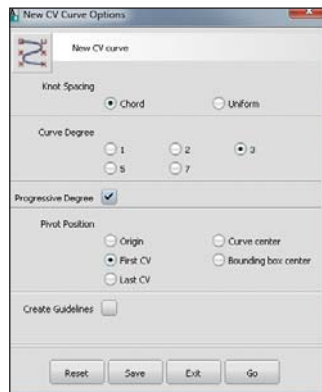 New CV Curve Options
New CV curve
Knot Spacing
Chord Uniform
Curve Degree
1 2 3
5 7
Progressive Degree
Pivot Position
Origin Curve center
First CV Bounding box center
Last CV
Create Guidelines
Reset Save Exit Go